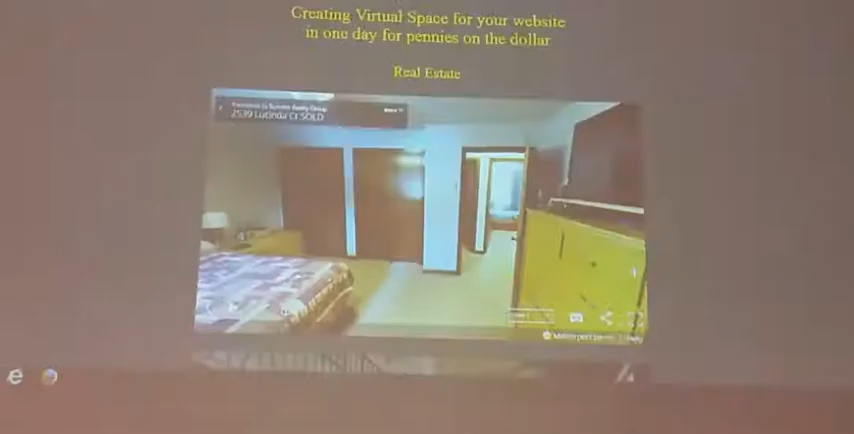 Creating Virtual Space for your website
in one day for pennies on the dollar
Real Estate
2539 Lucinda Ct SOLD